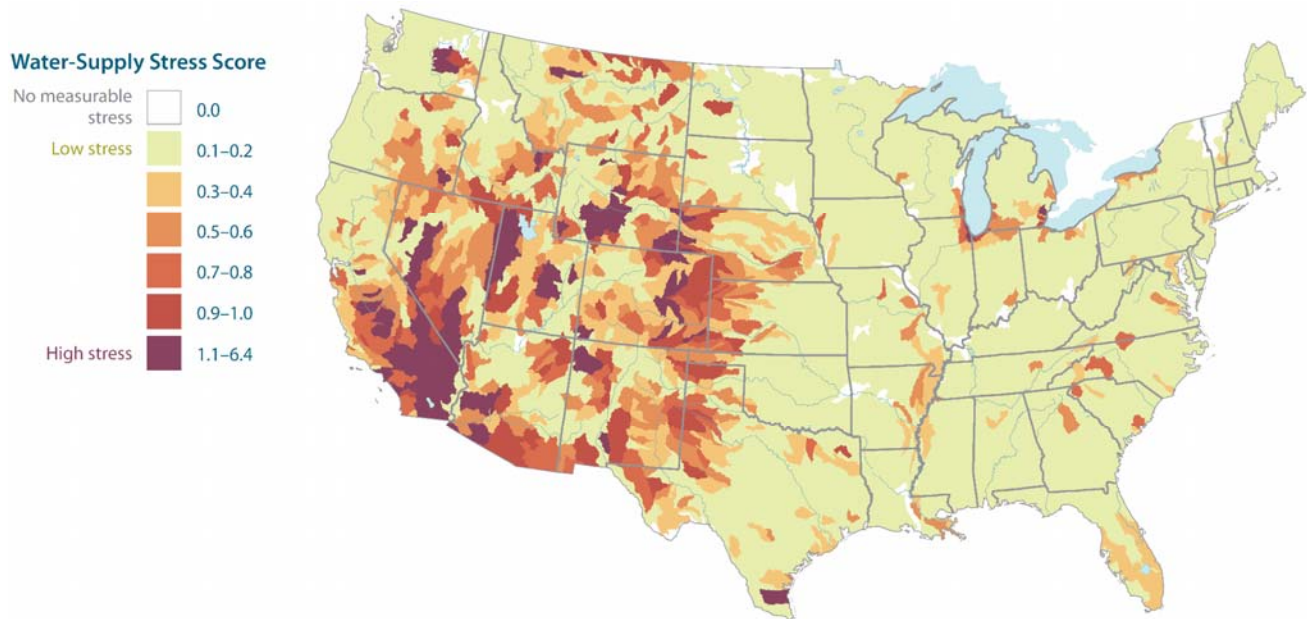 Water-Supply Stress Score
No measurable stress 0.0
Low stress 0.1–0.2
0.3–0.4
0.5–0.6
0.7–0.8
0.9–1.0
High stress 1.1–6.4